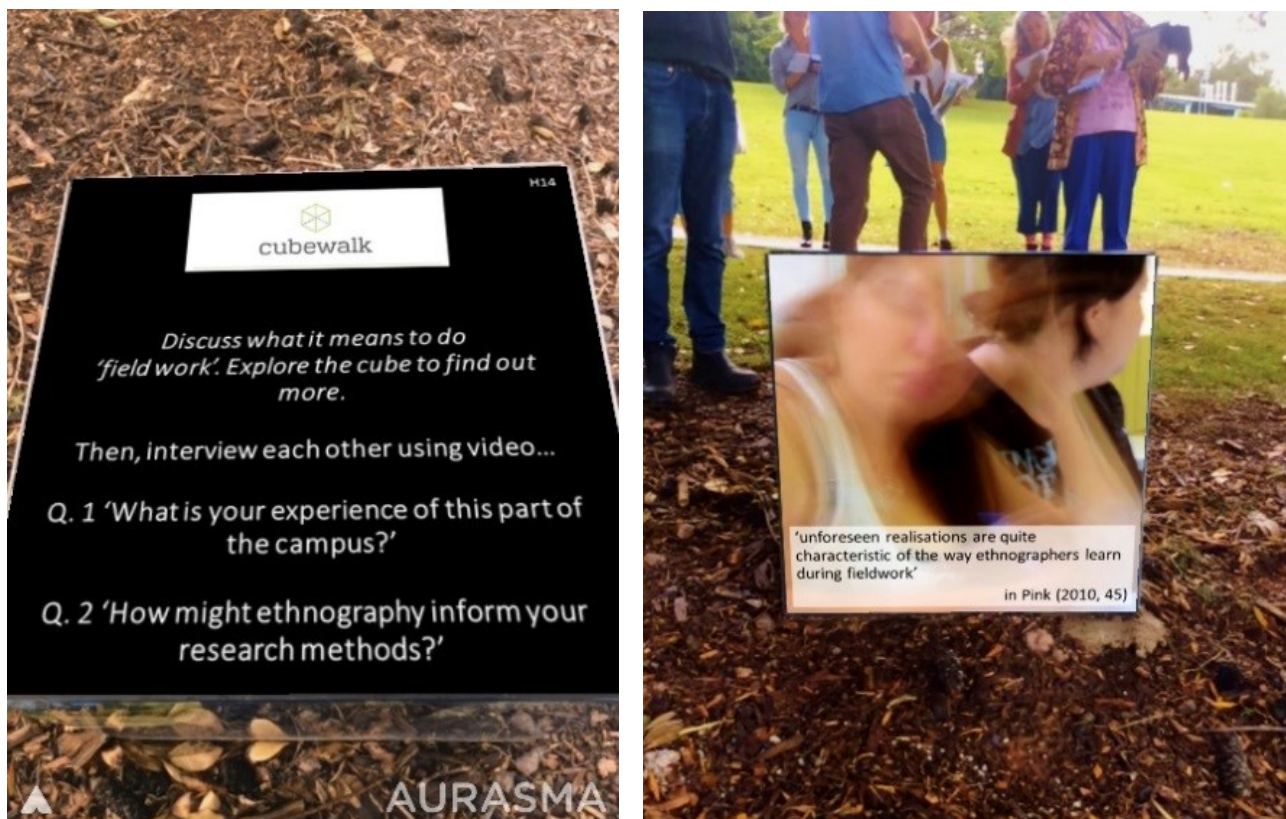 H14
cubewalk
Discuss what it means to do
‘field work’. Explore the cube to find out
more.
Then, interview each other using video...
Q. 1 ‘What is your experience of this part of
the campus?’
Q. 2 ‘How might ethnography inform your
research methods?’
AURASMA
‘unforeseen realisations are quite
characteristic of the way ethnographers learn
during fieldwork’
in Pink (2010, 45)